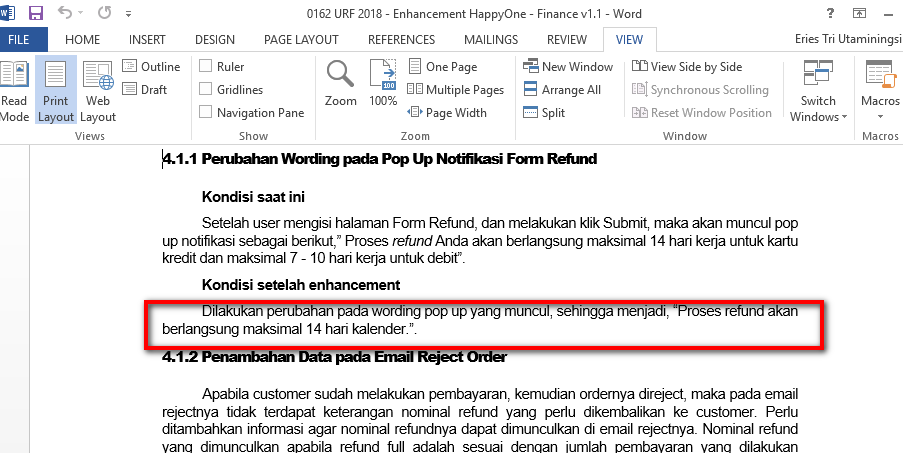 0162 URF 2018 - Enhancement HappyOne - Finance v1.1 - Word
FILE HOME INSERT DESIGN PAGE LAYOUT REFERENCES MAILINGS REVIEW VIEW Eries Tri Utaminingsi
Read Mode
Print Layout
Web Layout
Outline
Draft
Views
Ruler
Gridlines
Navigation Pane
Show
Zoom
100%
One Page
Multiple Pages
Page Width
Zoom
New Window
Arrange All
Split
View Side by Side
Synchronous Scrolling
Reset Window Position
Window
Switch Windows
Macros
Macros
4.1.1 Perubahan Wording pada Pop Up Notifikasi Form Refund
Kondisi saat ini
Setelah user mengisi halaman Form Refund, dan melakukan klik Submit, maka akan muncul pop
up notifikasi sebagai berikut,” Proses refund Anda akan berlangsung maksimal 14 hari kerja untuk kartu
kredit dan maksimal 7 - 10 hari kerja untuk debit”.
Kondisi setelah enhancement
Dilakukan perubahan pada wording pop up yang muncul, sehingga menjadi, “Proses refund akan
berlangsung maksimal 14 hari kalender.”.
4.1.2 Penambahan Data pada Email Reject Order
Apabila customer sudah melakukan pembayaran, kemudian ordernya direject, maka pada email
rejectnya tidak terdapat keterangan nominal refund yang perlu dikembalikan ke customer. Perlu
ditambahkan informasi agar nominal refundnya dapat dimunculkan di email rejectnya. Nominal refund
yang dimunculkan apabila refund full adalah sesuai dengan jumlah pembayaran yang dilakukan